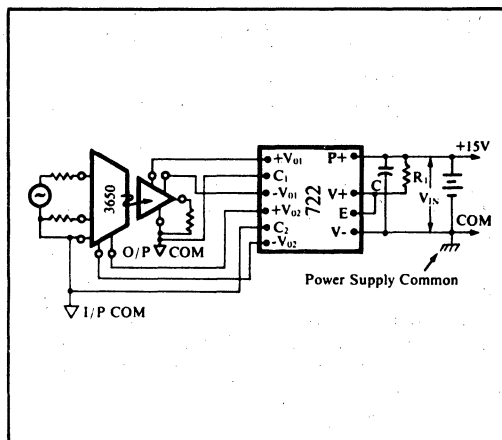 +15V
P+
+V01
C1
-V01
+V02
C2
-V02
722
V+
E
V-
C
R1
VIN
COM
3650
O/P COM
I/P COM
Power Supply Common